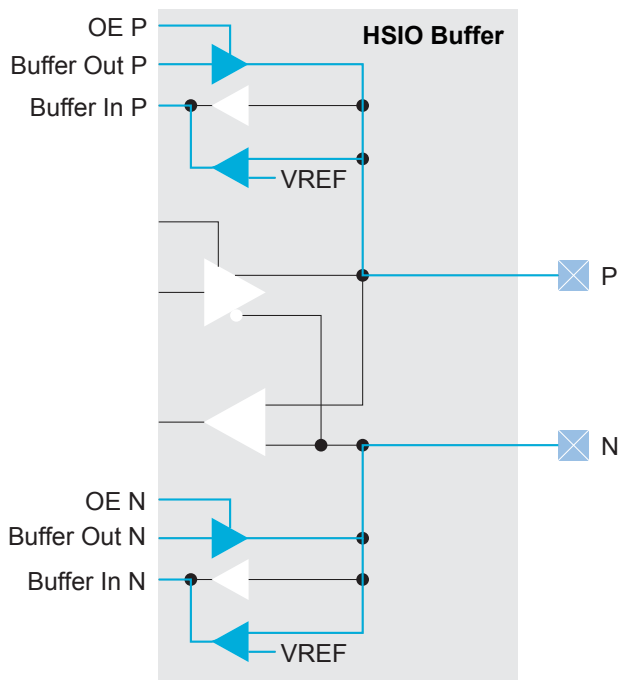 OE P
HSIO Buffer
Buffer Out P
Buffer In P
VREF
P
N
OE N
Buffer Out N
Buffer In N
VREF